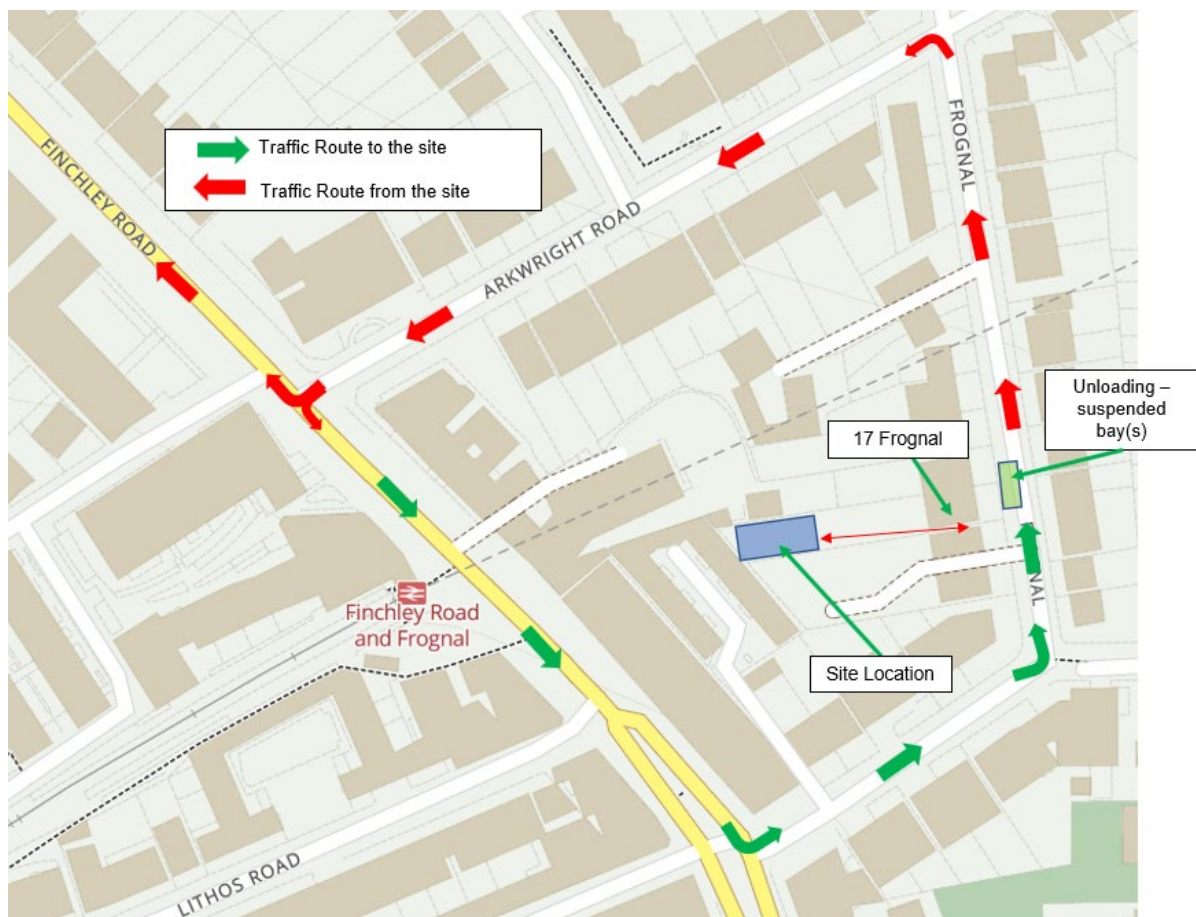 FROGNAL
Traffic Route to the site
FINCHLEY ROAD
Traffic Route from the site
ARKWRIGHT ROAD
Unloading –
suspended
bay(s)
17 Frognal
NAL
Finchley Road
and Frognal
Site Location
LITHOS ROAD